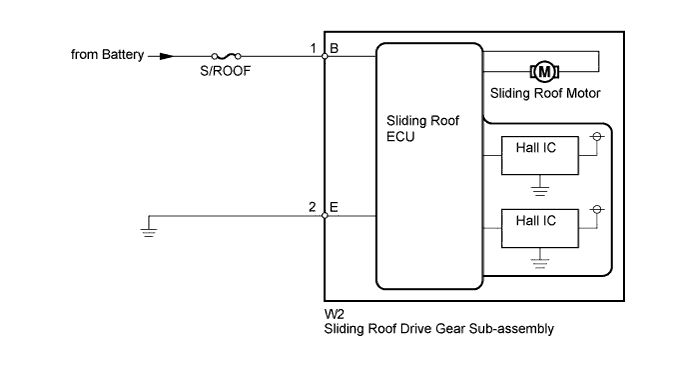 from Battery
S/ROOF
1 B
Sliding Roof
ECU
M
Sliding Roof Motor
Hall IC
2 E
Hall IC
W2
Sliding Roof Drive Gear Sub-assembly